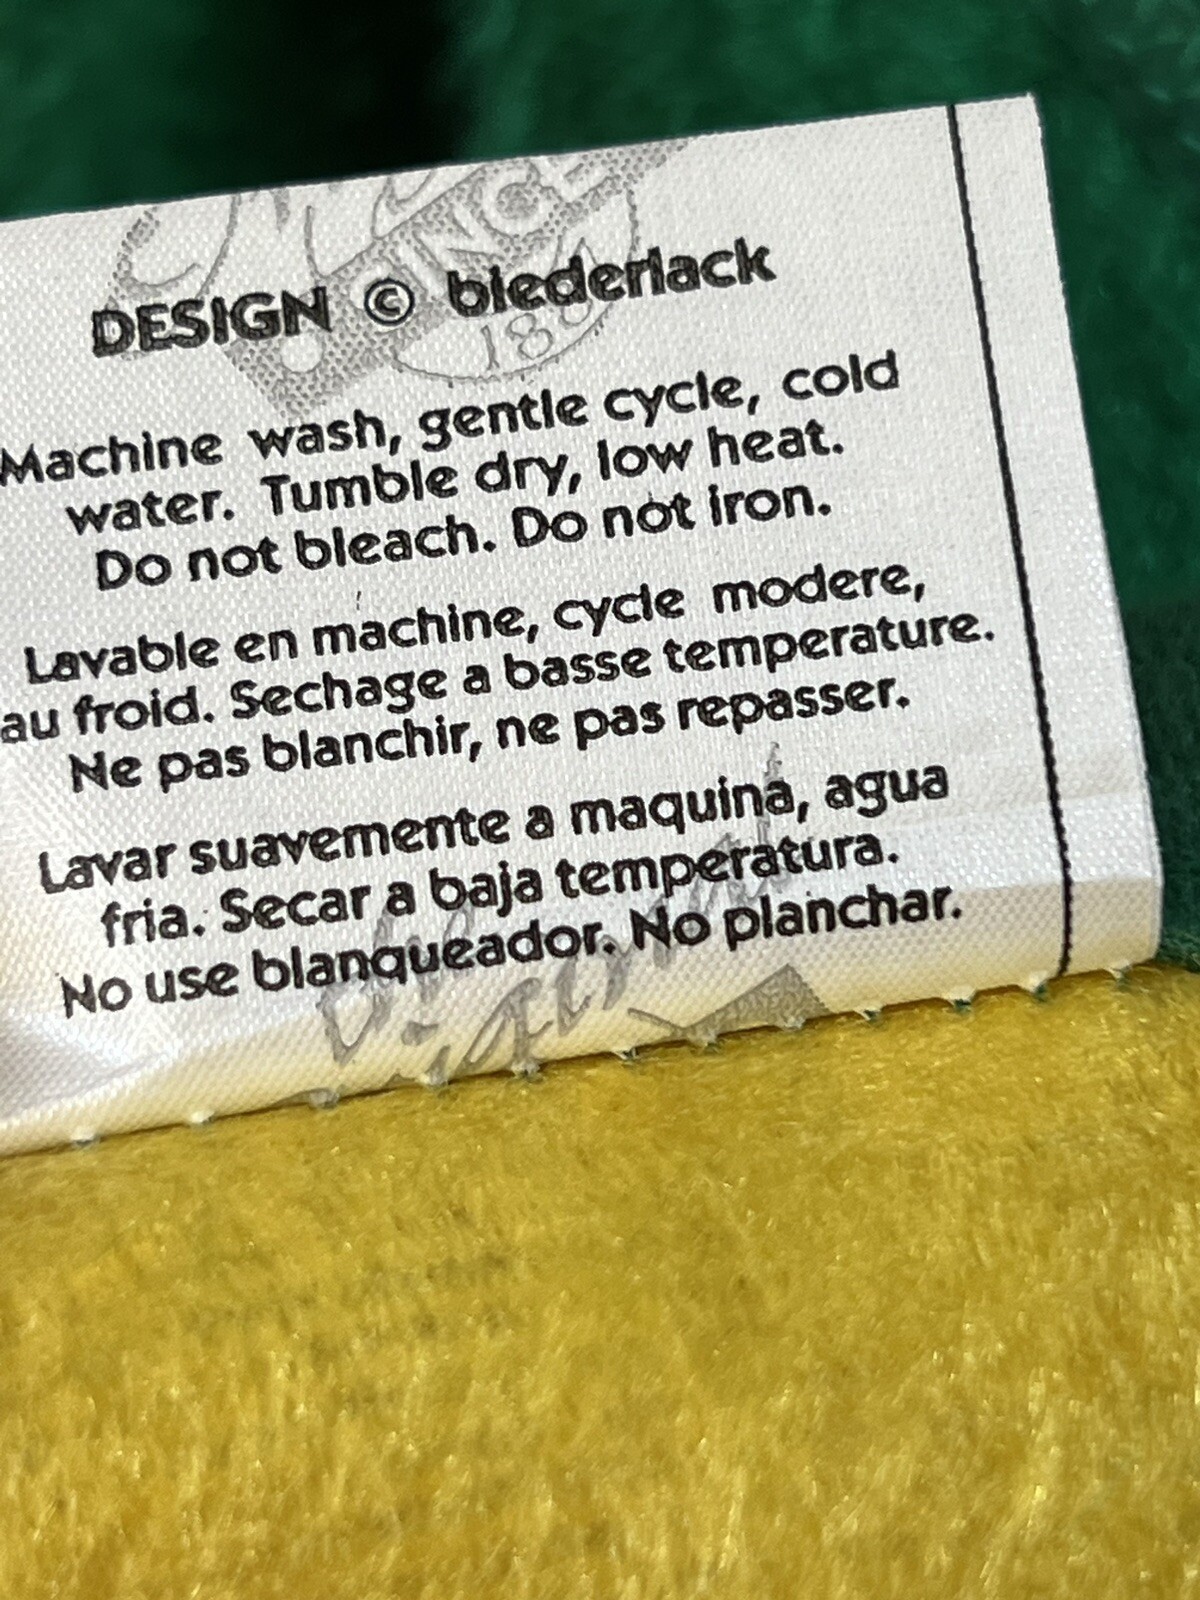 DESIGN © biederlack
Machine wash, gentle cycle, cold
water. Tumble dry, low heat.
Do not bleach. Do not iron.
Lavable en machine, cycle modere,
au froid. Sechage a basse temperature.
Ne pas blanchir, ne pas repasser.
Lavar suavemente a maquina, agua
fria. Secar a baja temperatura.
No use blanqueador. No planchar.